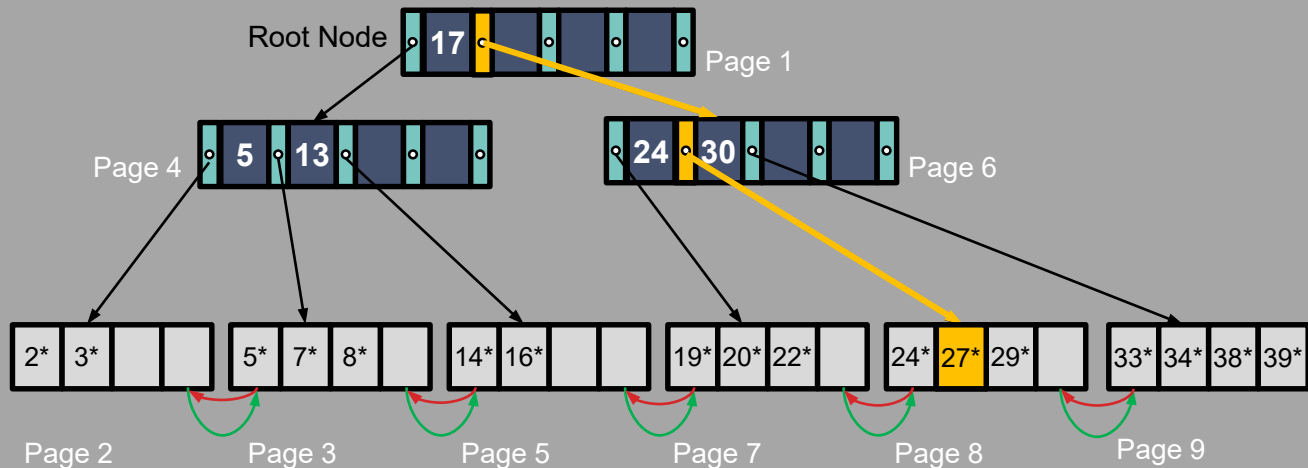 Root Node
17
Page 1
Page 4
5 13
24 30
Page 6
2* 3*
5* 7* 8*
14* 16*
19* 20* 22*
24* 27* 29*
33* 34* 38* 39*
Page 2
Page 3
Page 5
Page 7
Page 8
Page 9